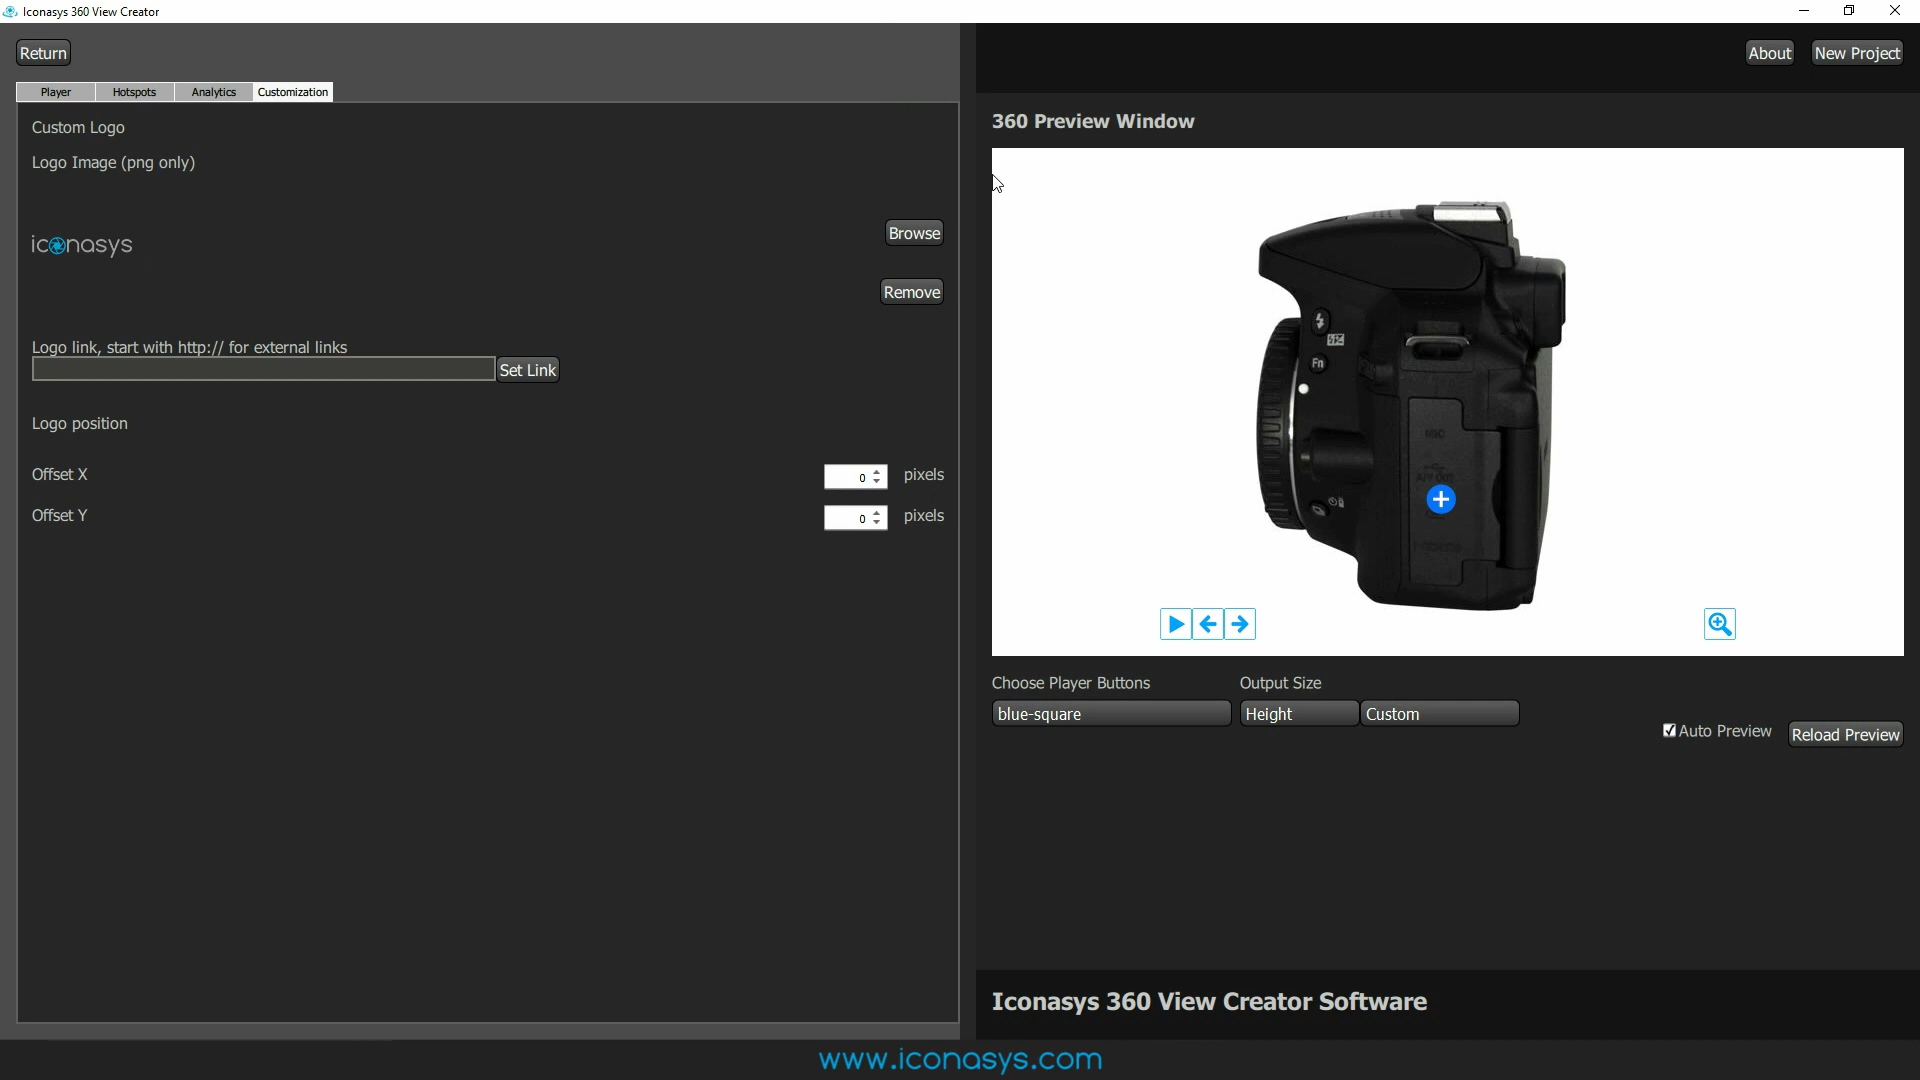 Iconasys 360 View Creator
Return
About
New Project
Player
Hotspots
Analytics
Customization
Custom Logo
Logo Image (png only)
iconasys
Browse
Remove
Logo link, start with http:// for external links
Set Link
Logo position
Offset X
0
pixels
Offset Y
0
pixels
360 Preview Window
Fn
MIC
Choose Player Buttons
Output Size
blue-square
Height
Custom
Auto Preview
Reload Preview
Iconasys 360 View Creator Software
www.iconasys.com